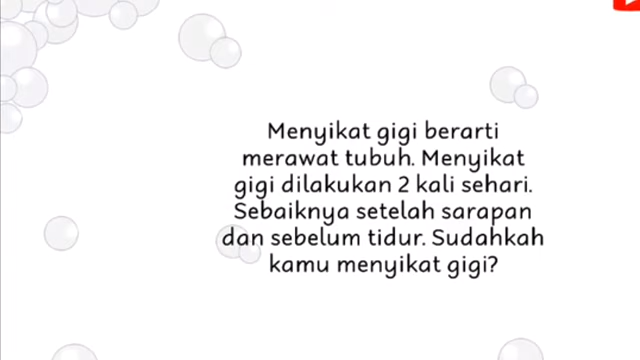 Menyikat gigi berarti
merawat tubuh. Menyikat
gigi dilakukan 2 kali sehari.
Sebaiknya setelah sarapan
dan sebelum tidur. Sudahkah
kamu menyikat gigi?